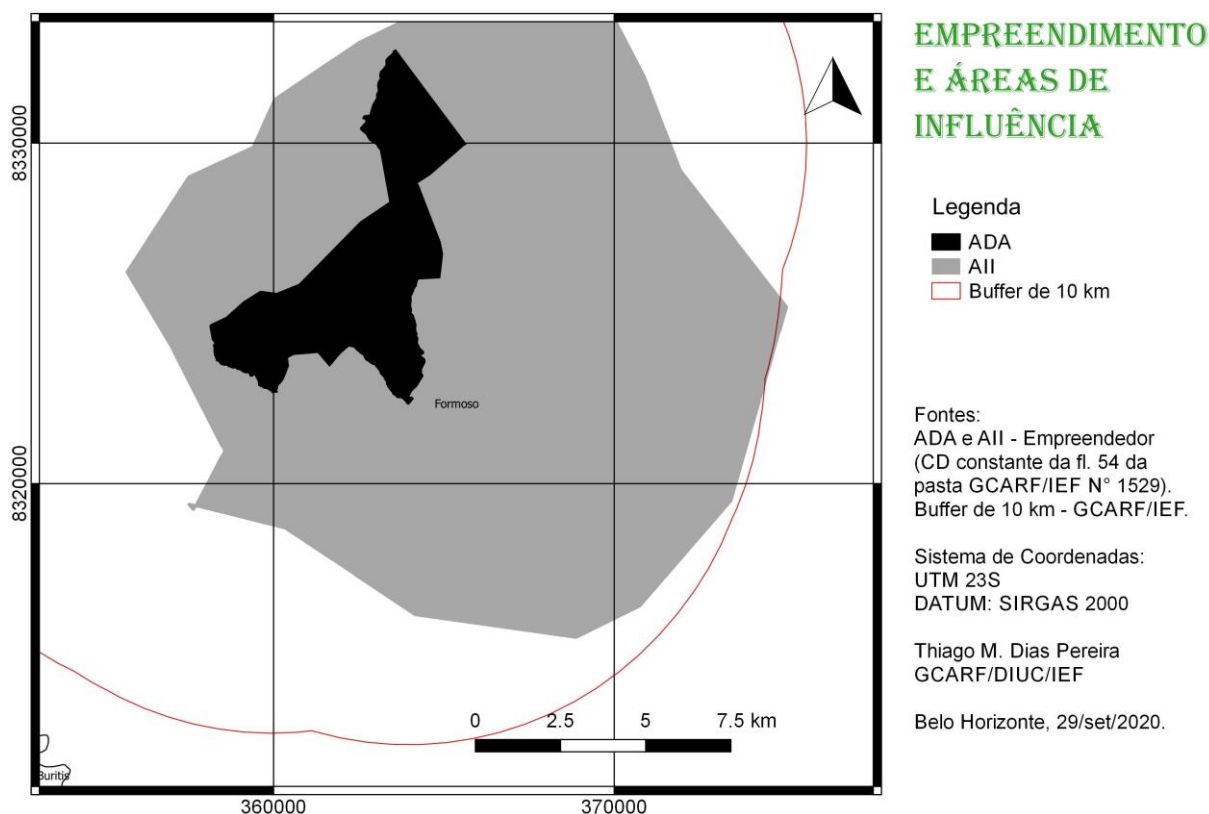 EMPREENDIMENTO
E ÁREAS DE
INFLUÊNCIA
Legenda
ADA
AII
Buffer de 10 km
Fontes:
ADA e AII - Empreendedor
(CD constante da fl. 54 da
pasta GCARF/IEF N° 1529).
Buffer de 10 km - GCARF/IEF.
Sistema de Coordenadas:
UTM 23S
DATUM: SIRGAS 2000
Thiago M. Dias Pereira
GCARF/DIUC/IEF
Belo Horizonte, 29/set/2020.
8330000
8320000
Formoso
0 2.5 5 7.5 km
Buritis
360000 370000